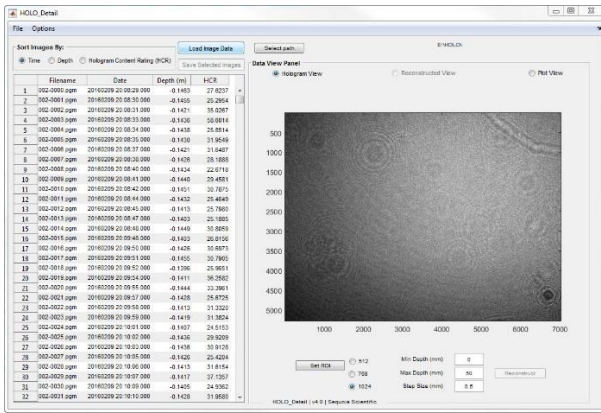 HOLO_Detail
File Options
Sort Images By:
Load Image Data
Select path
E:\HOLO\
Time Depth Hologram Content Rating (HCR)
Save Selected Images
Data View Panel
Hologram View Reconstructed View Plot View
Filename Date Depth (m) HCR
1 002-0000.pgm 20160209 20:08:29.000 -0.1463
2 002-0001.pgm 20160209 20:08:30.000 -0.1455
3 002-0002.pgm 20160209 20:08:31.000 -0.1421
4 002-0003.pgm 20160209 20:08:33.000 -0.1436
5 002-0004.pgm 20160209 20:08:34.000 -0.1438
6 002-0005.pgm 20160209 20:08:35.000 -0.1430 31.9549
7 002-0006.pgm 20160209 20:08:37.000 -0.1421
8 002-0007.pgm 20160209 20:08:38.000 -0.1426 28.1888
9 002-0008.pgm 20160209 20:08:40.000 -0.1434 22.6718
10 002-0009.pgm 20160209 20:08:41.000 -0.1440 29.4581
11 002-0010.pgm 20160209 20:08:42.000 -0.1451 30.7875
12 002-0011.pgm 20160209 20:08:44.000 -0.1432
13 002-0012.pgm 20160209 20:08:45.000 -0.1413 25.7980
14 002-0013.pgm 20160209 20:08:47.000 -0.1403 25.1885
15 002-0014.pgm 20160209 20:08:48.000 -0.1449 30.8059
16 002-0015.pgm 20160209 20:09:48.000 -0.1403 26.8156
17 002-0016.pgm 20160209 20:09:50.000 -0.1426 30.6973
18 002-0017.pgm 20160209 20:09:51.000 -0.1455 30.7905
19 002-0018.pgm 20160209 20:09:52.000 -0.1396 25.9951
20 002-0019.pgm 20160209 20:09:54.000 -0.1411 36.2582
21 002-0020.pgm 20160209 20:09:55.000 -0.1444 33.3961
22 002-0021.pgm 20160209 20:09:57.000 -0.1428 25.8725
23 002-0022.pgm 20160209 20:09:58.000 -0.1413 31.3320
24 002-0023.pgm 20160209 20:09:59.000 -0.1419 31.3824
25 002-0024.pgm 20160209 20:10:01.000 -0.1407 24.5153
26 002-0025.pgm 20160209 20:10:02.000 -0.1436 29.9209
27 002-0026.pgm 20160209 20:10:03.000 -0.1436 30.9126
28 002-0027.pgm 20160209 20:10:05.000 -0.1426 25.4204
29 002-0028.pgm 20160209 20:10:06.000 -0.1413 31.8154
30 002-0029.pgm 20160209 20:10:07.000 -0.1417 37.1357
31 002-0030.pgm 20160209 20:10:09.000 -0.1405 24.9362
32 002-0031.pgm 20160209 20:10:10.000 -0.1428 31.9580
500
1000
1500
2000
2500
3000
3500
4000
4500
5000
1000 2000 3000 4000 5000 6000 7000
Set ROI
512
768
1024
Min Depth (mm) 0
Max Depth (mm) 50
Step Size (mm) 0.5
Reconstruct
HOLO_Detail | v4.0 | Sequoia Scientific